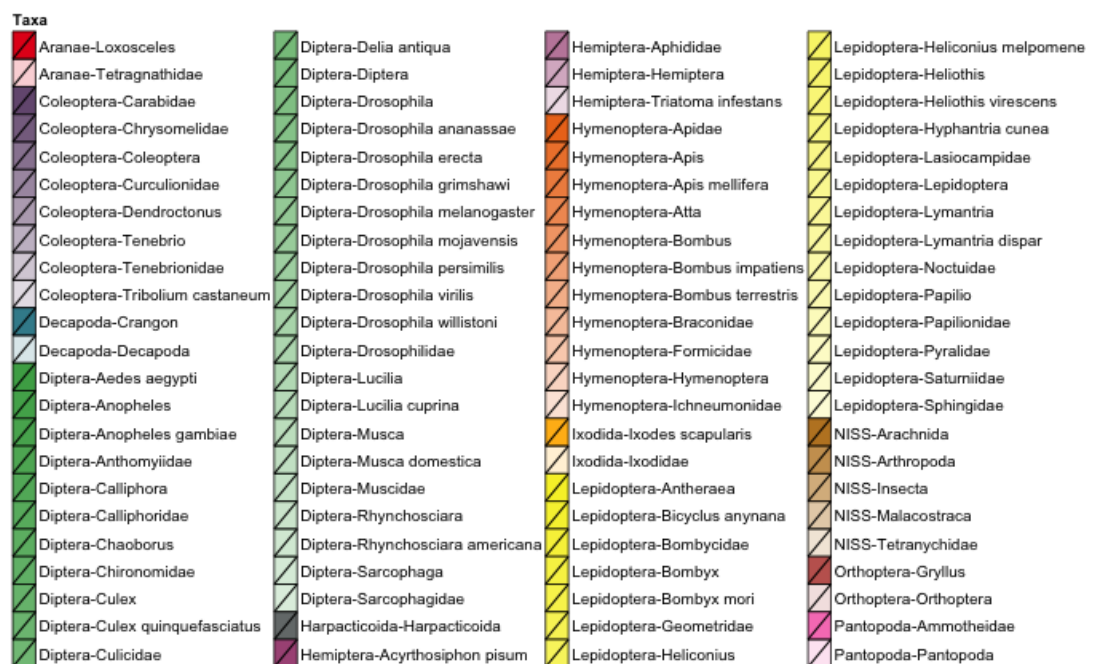 Taxa
Aranae-Loxosceles
Aranae-Tetragnathidae
Coleoptera-Carabidae
Coleoptera-Chrysomelidae
Coleoptera-Coleoptera
Coleoptera-Curculionidae
Coleoptera-Dendroctonus
Coleoptera-Tenebrio
Coleoptera-Tenebrionidae
Coleoptera-Tribolium castaneum
Decapoda-Crangon
Decapoda-Decapoda
Diptera-Aedes aegypti
Diptera-Anopheles
Diptera-Anopheles gambiae
Diptera-Anthomyiidae
Diptera-Calliphora
Diptera-Calliphoridae
Diptera-Chaoborus
Diptera-Chironomidae
Diptera-Culex
Diptera-Culex quinquefasciatus
Diptera-Culicidae
Diptera-Delia antiqua
Diptera-Diptera
Diptera-Drosophila
Diptera-Drosophila ananassae
Diptera-Drosophila erecta
Diptera-Drosophila grimshawi
Diptera-Drosophila melanogaster
Diptera-Drosophila mojavensis
Diptera-Drosophila persimilis
Diptera-Drosophila virilis
Diptera-Drosophila willistoni
Diptera-Drosophilidae
Diptera-Lucilia
Diptera-Lucilia cuprina
Diptera-Musca
Diptera-Musca domestica
Diptera-Muscidae
Diptera-Rhynchosciara
Diptera-Rhynchosciara americana
Diptera-Sarcophaga
Diptera-Sarcophagidae
Harpacticoida-Harpacticoida
Hemiptera-Acyrthosiphon pisum
Hemiptera-Aphididae
Hemiptera-Hemiptera
Hemiptera-Triatoma infestans
Hymenoptera-Apidae
Hymenoptera-Apis
Hymenoptera-Apis mellifera
Hymenoptera-Atta
Hymenoptera-Bombus
Hymenoptera-Bombus impatiens
Hymenoptera-Bombus terrestris
Hymenoptera-Braconidae
Hymenoptera-Formicidae
Hymenoptera-Hymenoptera
Hymenoptera-Ichneumonidae
Ixodida-Ixodes scapularis
Ixodida-Ixodidae
Lepidoptera-Antheraea
Lepidoptera-Bicyclus anynana
Lepidoptera-Bombycidae
Lepidoptera-Bombyx
Lepidoptera-Bombyx mori
Lepidoptera-Geometridae
Lepidoptera-Heliconius
Lepidoptera-Heliconius melpomene
Lepidoptera-Heliothis
Lepidoptera-Heliothis virescens
Lepidoptera-Hyphantria cunea
Lepidoptera-Lasiocampidae
Lepidoptera-Lepidoptera
Lepidoptera-Lymantria
Lepidoptera-Lymantria dispar
Lepidoptera-Noctuidae
Lepidoptera-Papilio
Lepidoptera-Papilionidae
Lepidoptera-Pyralidae
Lepidoptera-Saturniidae
Lepidoptera-Sphingidae
NISS-Arachnida
NISS-Arthropoda
NISS-Insecta
NISS-Malacostraca
NISS-Tetranychidae
Orthoptera-Gryllus
Orthoptera-Orthoptera
Pantopoda-Ammotheidae
Pantopoda-Pantopoda